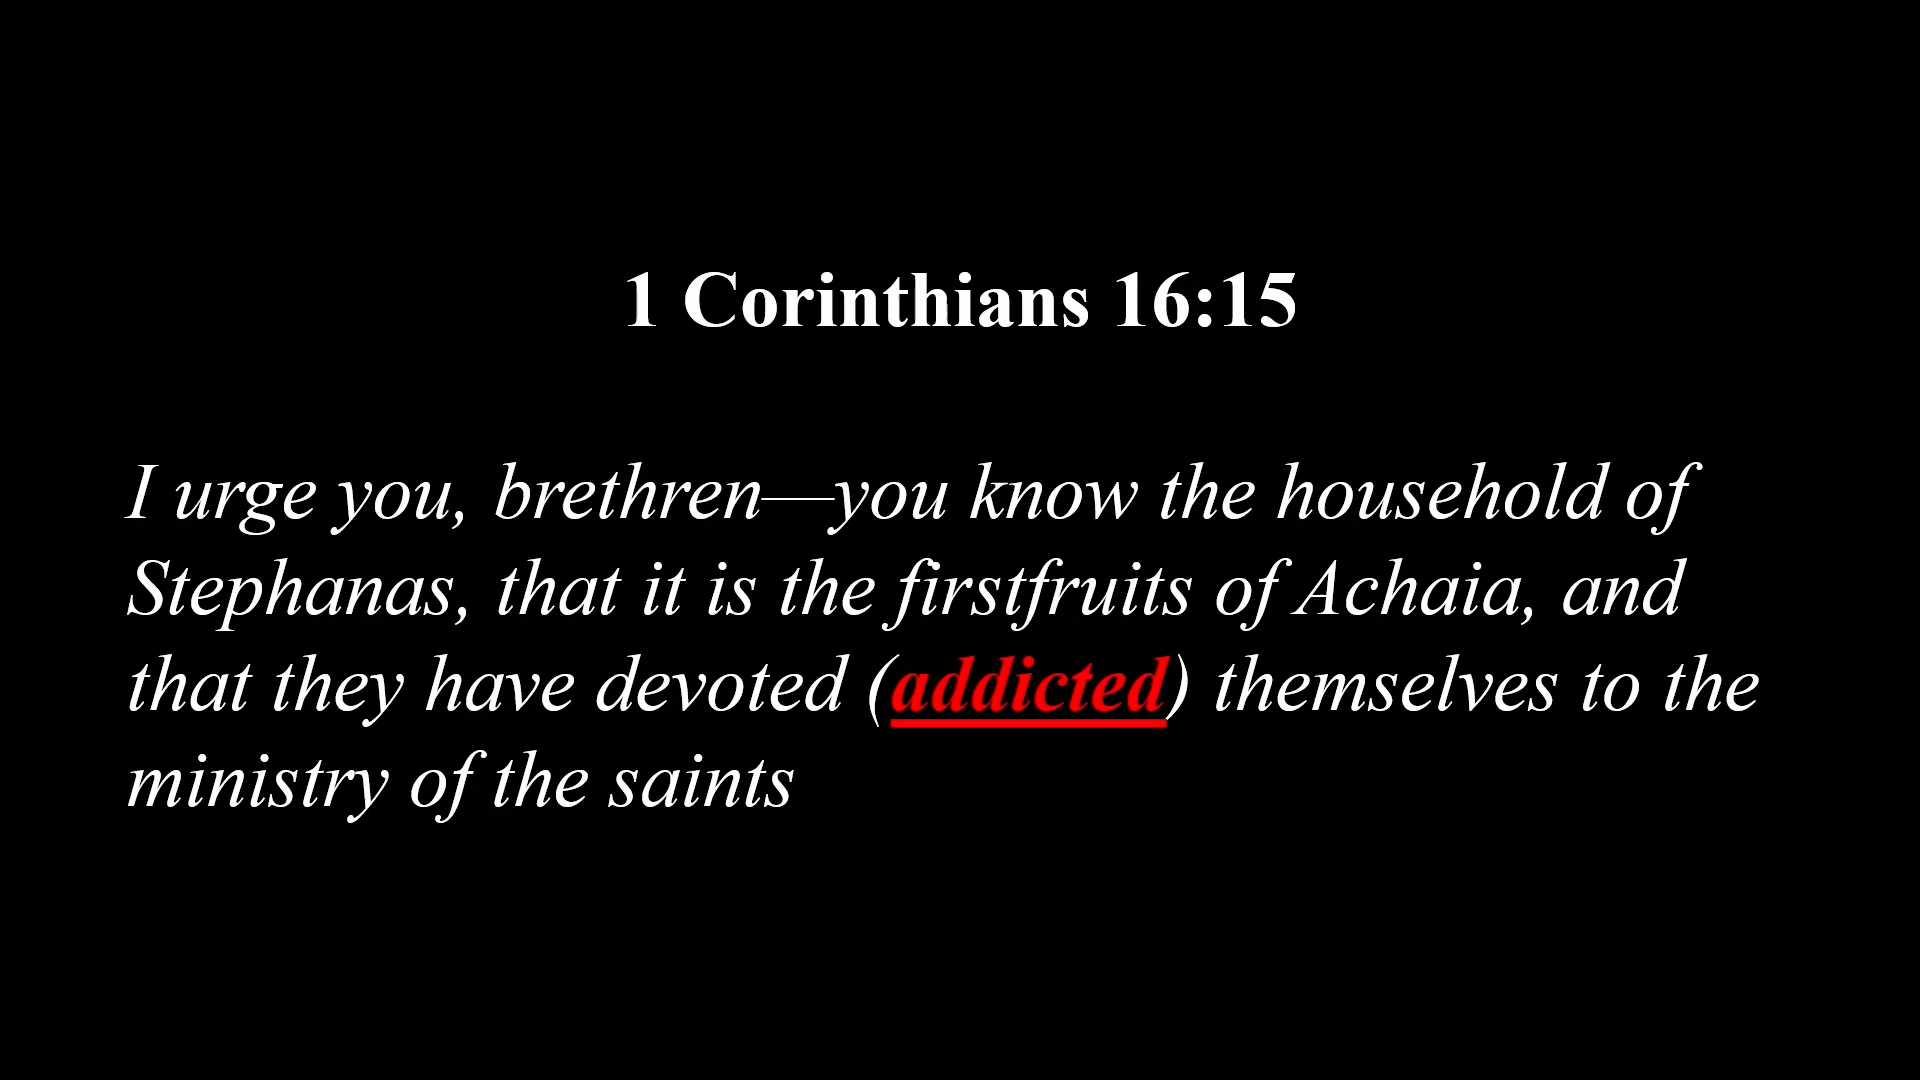 1 Corinthians 16:15
I urge you, brethren—you know the household of
Stephanas, that it is the firstfruits of Achaia, and
that they have devoted (addicted) themselves to the
ministry of the saints